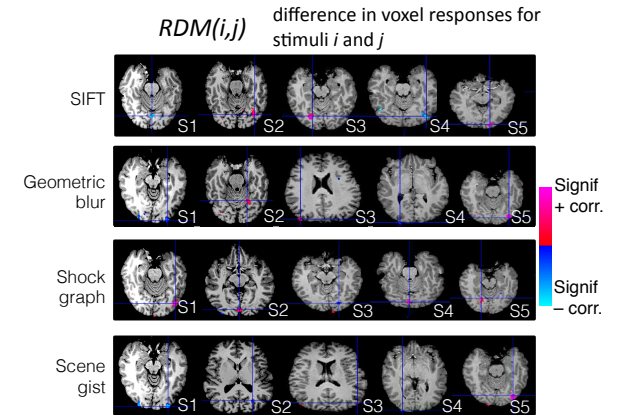 RDM(i,j)
difference in voxel responses for
stimuli i and j
SIFT
S1 S2 S3 S4 S5
Geometric
blur
S1 S2 S3 S4 S5
Signif
+ corr.
Shock
graph
S1 S2 S3 S4 S5
Signif
– corr.
Scene
gist
S1 S2 S3 S4 S5